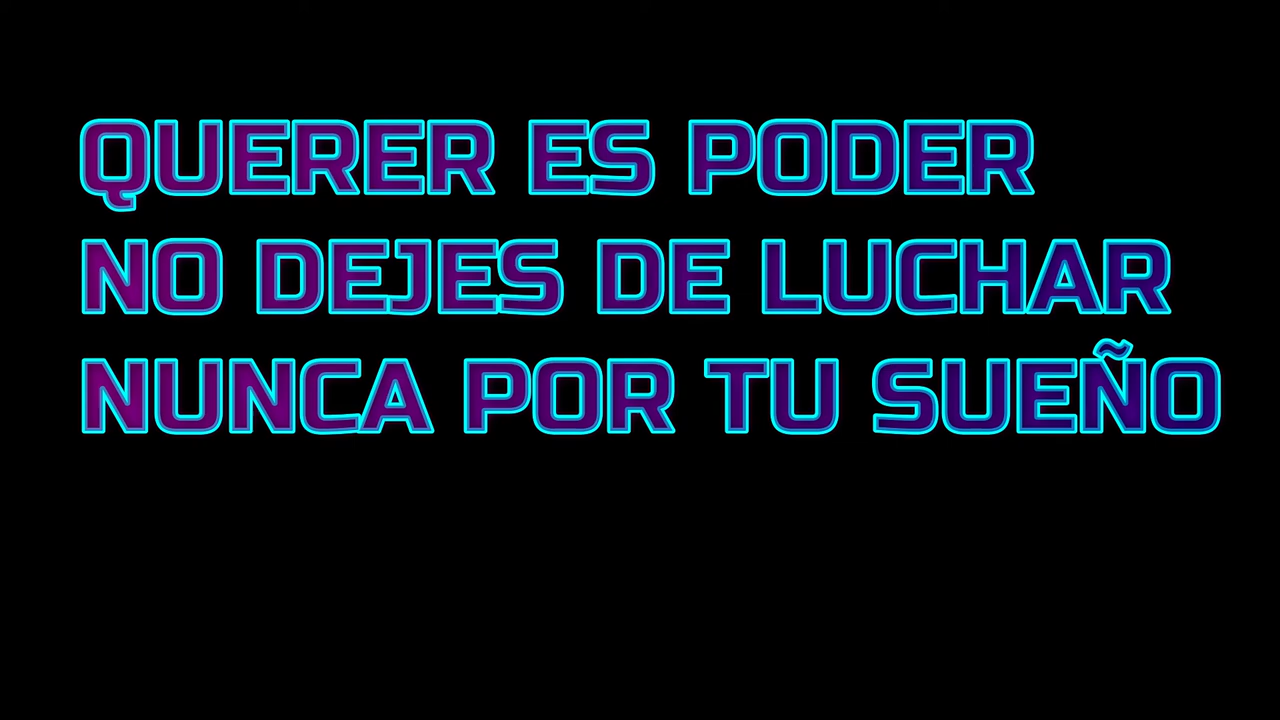 QUERER ES PODER
NO DEJES DE LUCHAR
NUNCA POR TU SUEÑO